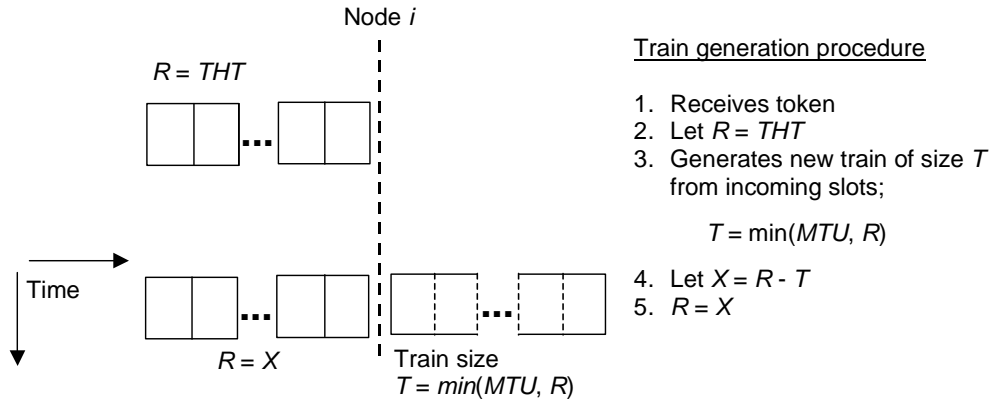 Node i
R = THT
Time
R = X
Train size
T = min(MTU, R)
Train generation procedure
1. Receives token
2. Let R = THT
3. Generates new train of size T
from incoming slots;
T = min(MTU, R)
4. Let X = R - T
5. R = X